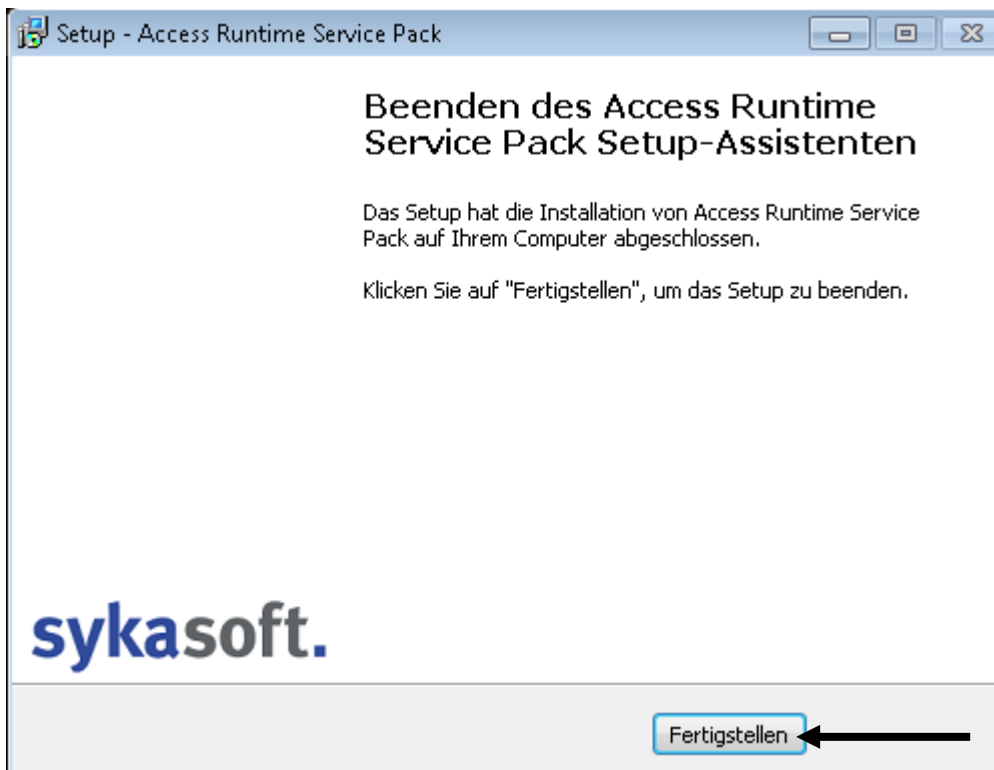 Setup - Access Runtime Service Pack
Beenden des Access Runtime
Service Pack Setup-Assistenten
Das Setup hat die Installation von Access Runtime Service
Pack auf Ihrem Computer abgeschlossen.
Klicken Sie auf "Fertigstellen", um das Setup zu beenden.
sykasoft.
Fertigstellen